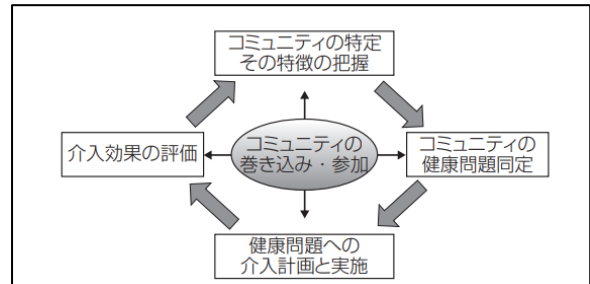 コミュニティの特定
その特徴の把握
介入効果の評価
コミュニティの
巻き込み・参加
コミュニティの
健康問題同定
健康問題への
介入計画と実施